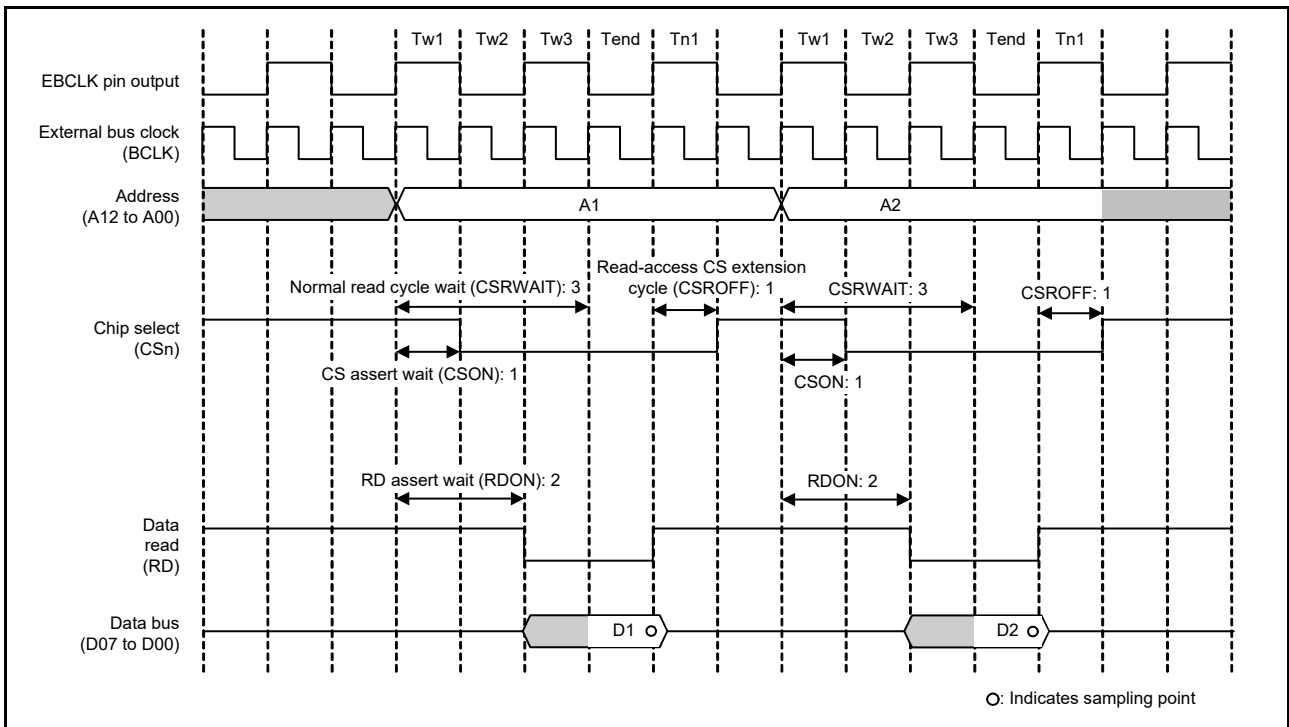 Tw1 Tw2 Tw3 Tend Tn1 Tw1 Tw2 Tw3 Tend Tn1
EBCLK pin output
External bus clock
(BCLK)
Address
(A12 to A00)
A1 A2
Read-access CS extension
cycle (CSROFF): 1
Normal read cycle wait (CSRWAIT): 3
CSRWAIT: 3
CSROFF: 1
Chip select
(CSn)
CS assert wait (CSON): 1
CSON: 1
RD assert wait (RDON): 2
RDON: 2
Data
read
(RD)
Data bus
(D07 to D00)
D1 D2
: Indicates sampling point